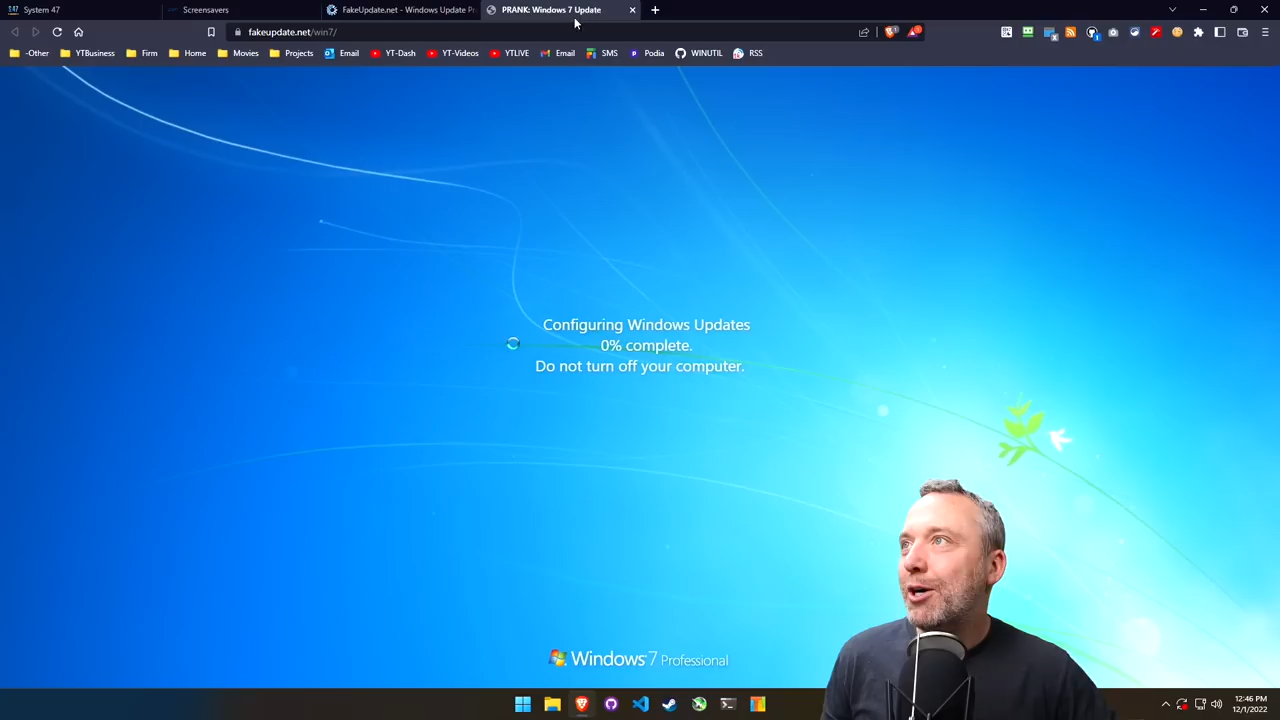 System 47
Screensavers
FakeUpdate.net - Windows Update Pr
PRANK: Windows 7 Update
fakeupdate.net/win7/
-Other
YTBusiness
Firm
Home
Movies
Projects
Email
YT-Dash
YT-Videos
YTLIVE
Email
SMS
Podia
WINUTIL
RSS
Configuring Windows Updates
0% complete.
Do not turn off your computer.
Windows 7 Professional
12:46 PM
12/1/2022